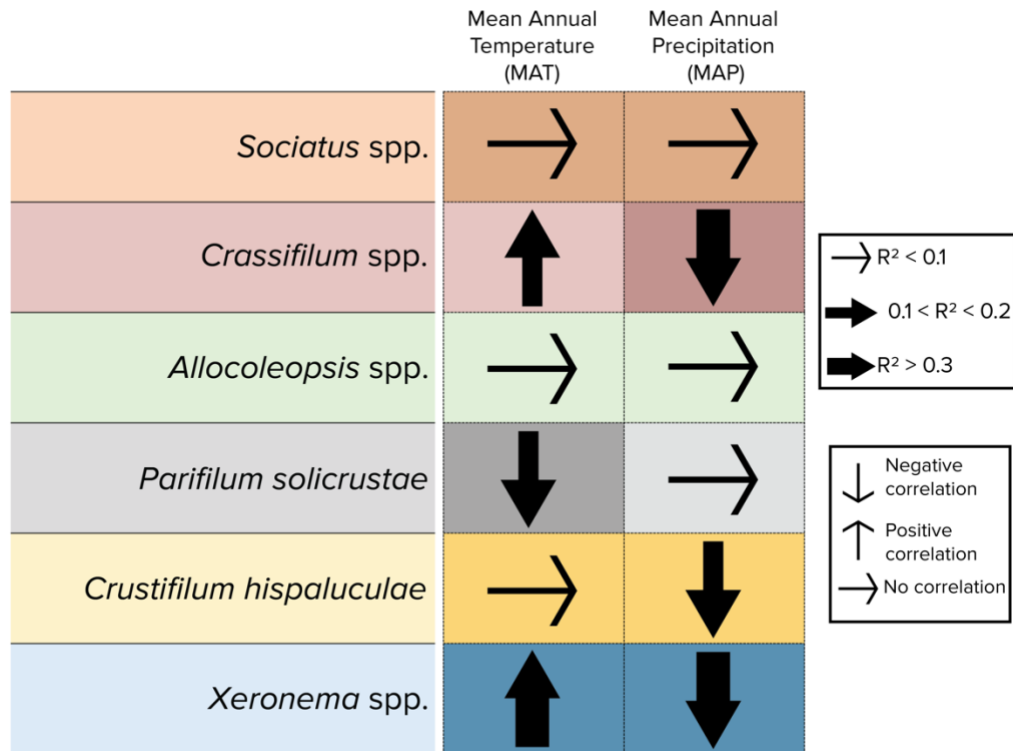 Mean Annual
Temperature
(MAT)
Mean Annual
Precipitation
(MAP)
Sociatus spp.
Crassifilum spp.
Allocoleopsis spp.
Parifilum solicrustae
Crustifilum hispaluculae
Xeronema spp.
R² < 0.1
0.1 < R² < 0.2
R² > 0.3
Negative
correlation
Positive
correlation
No correlation